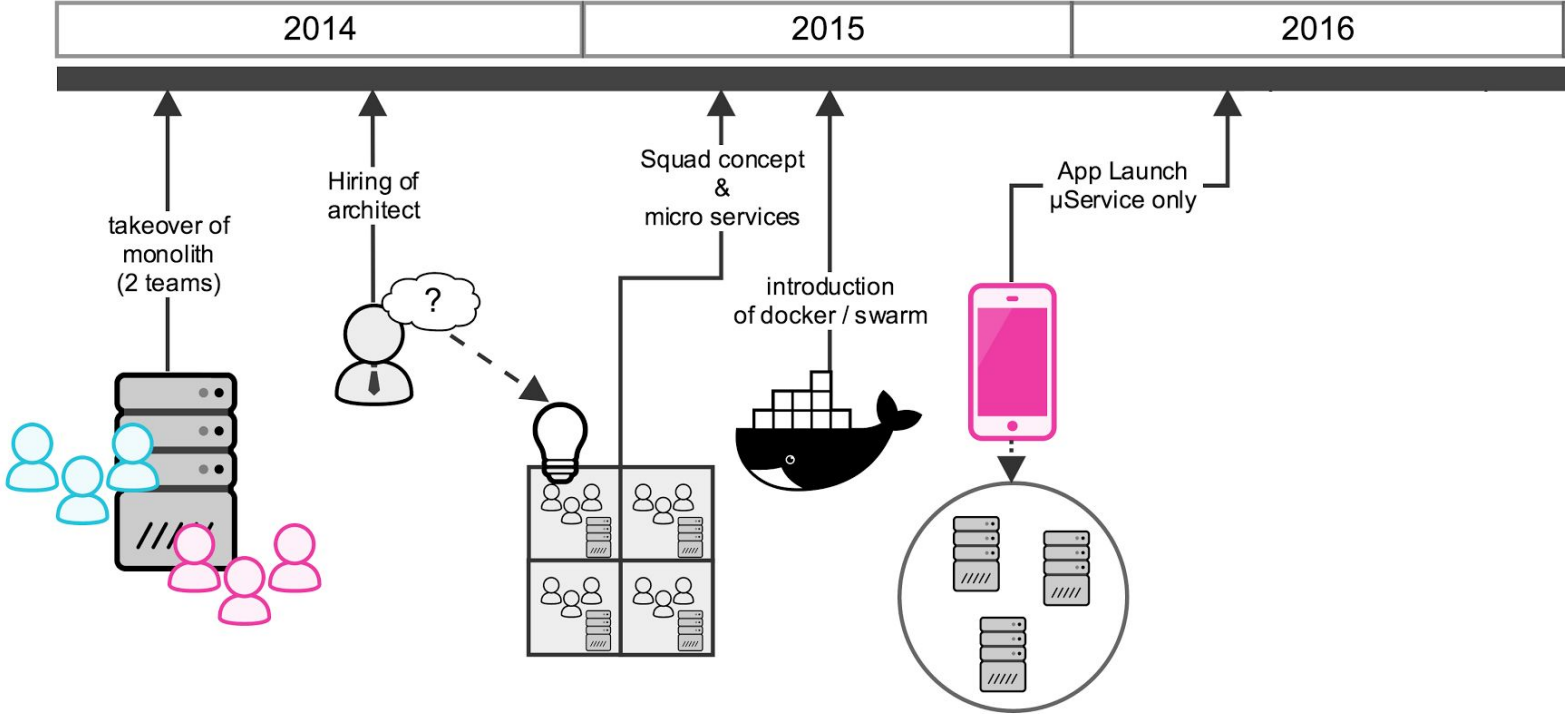 2014
2015
2016
takeover of
monolith
(2 teams)
Hiring of
architect
?
Squad concept
&
micro services
introduction
of docker / swarm
App Launch
µService only